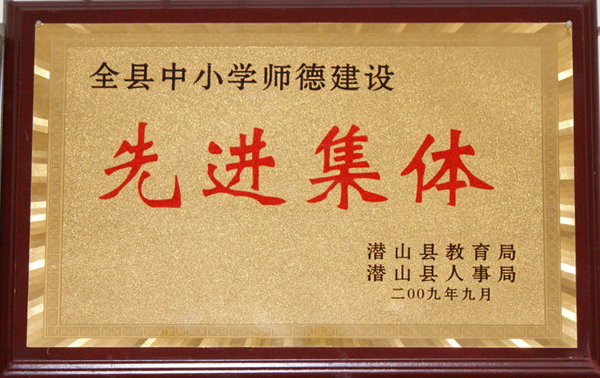 全县中小学师德建设
先进集体
潜山县教育局
潜山县人事局
二00九年九月